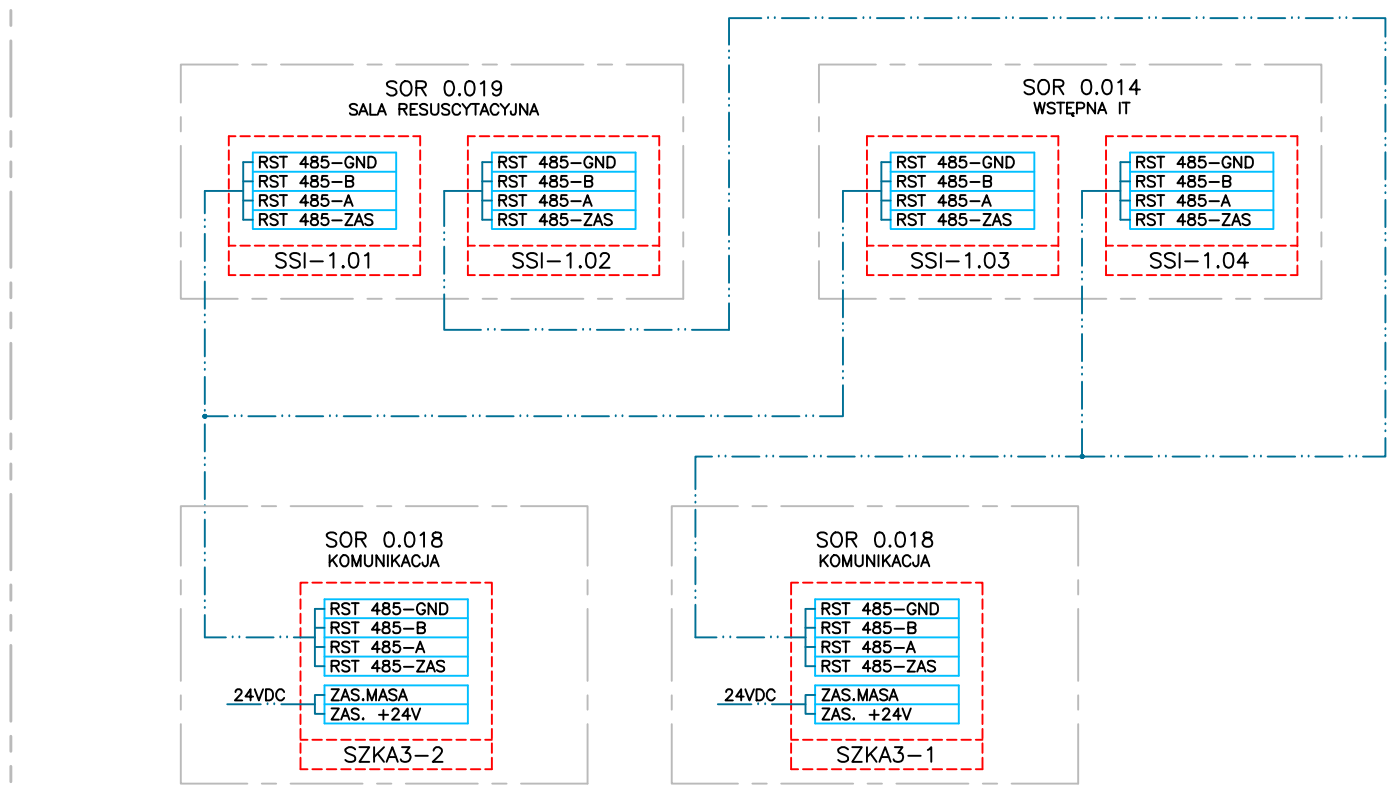 SOR 0.019
SALA RESUSCYTACYJNA
RST 485-GND
RST 485-B
RST 485-A
RST 485-ZAS
SSI-1.01
RST 485-GND
RST 485-B
RST 485-A
RST 485-ZAS
SSI-1.02
SOR 0.014
WSTĘPNA IT
RST 485-GND
RST 485-B
RST 485-A
RST 485-ZAS
SSI-1.03
RST 485-GND
RST 485-B
RST 485-A
RST 485-ZAS
SSI-1.04
SOR 0.018
KOMUNIKACJA
RST 485-GND
RST 485-B
RST 485-A
RST 485-ZAS
24VDC
ZAS.MASA
ZAS. +24V
SZKA3-2
SOR 0.018
KOMUNIKACJA
RST 485-GND
RST 485-B
RST 485-A
RST 485-ZAS
24VDC
ZAS.MASA
ZAS. +24V
SZKA3-1